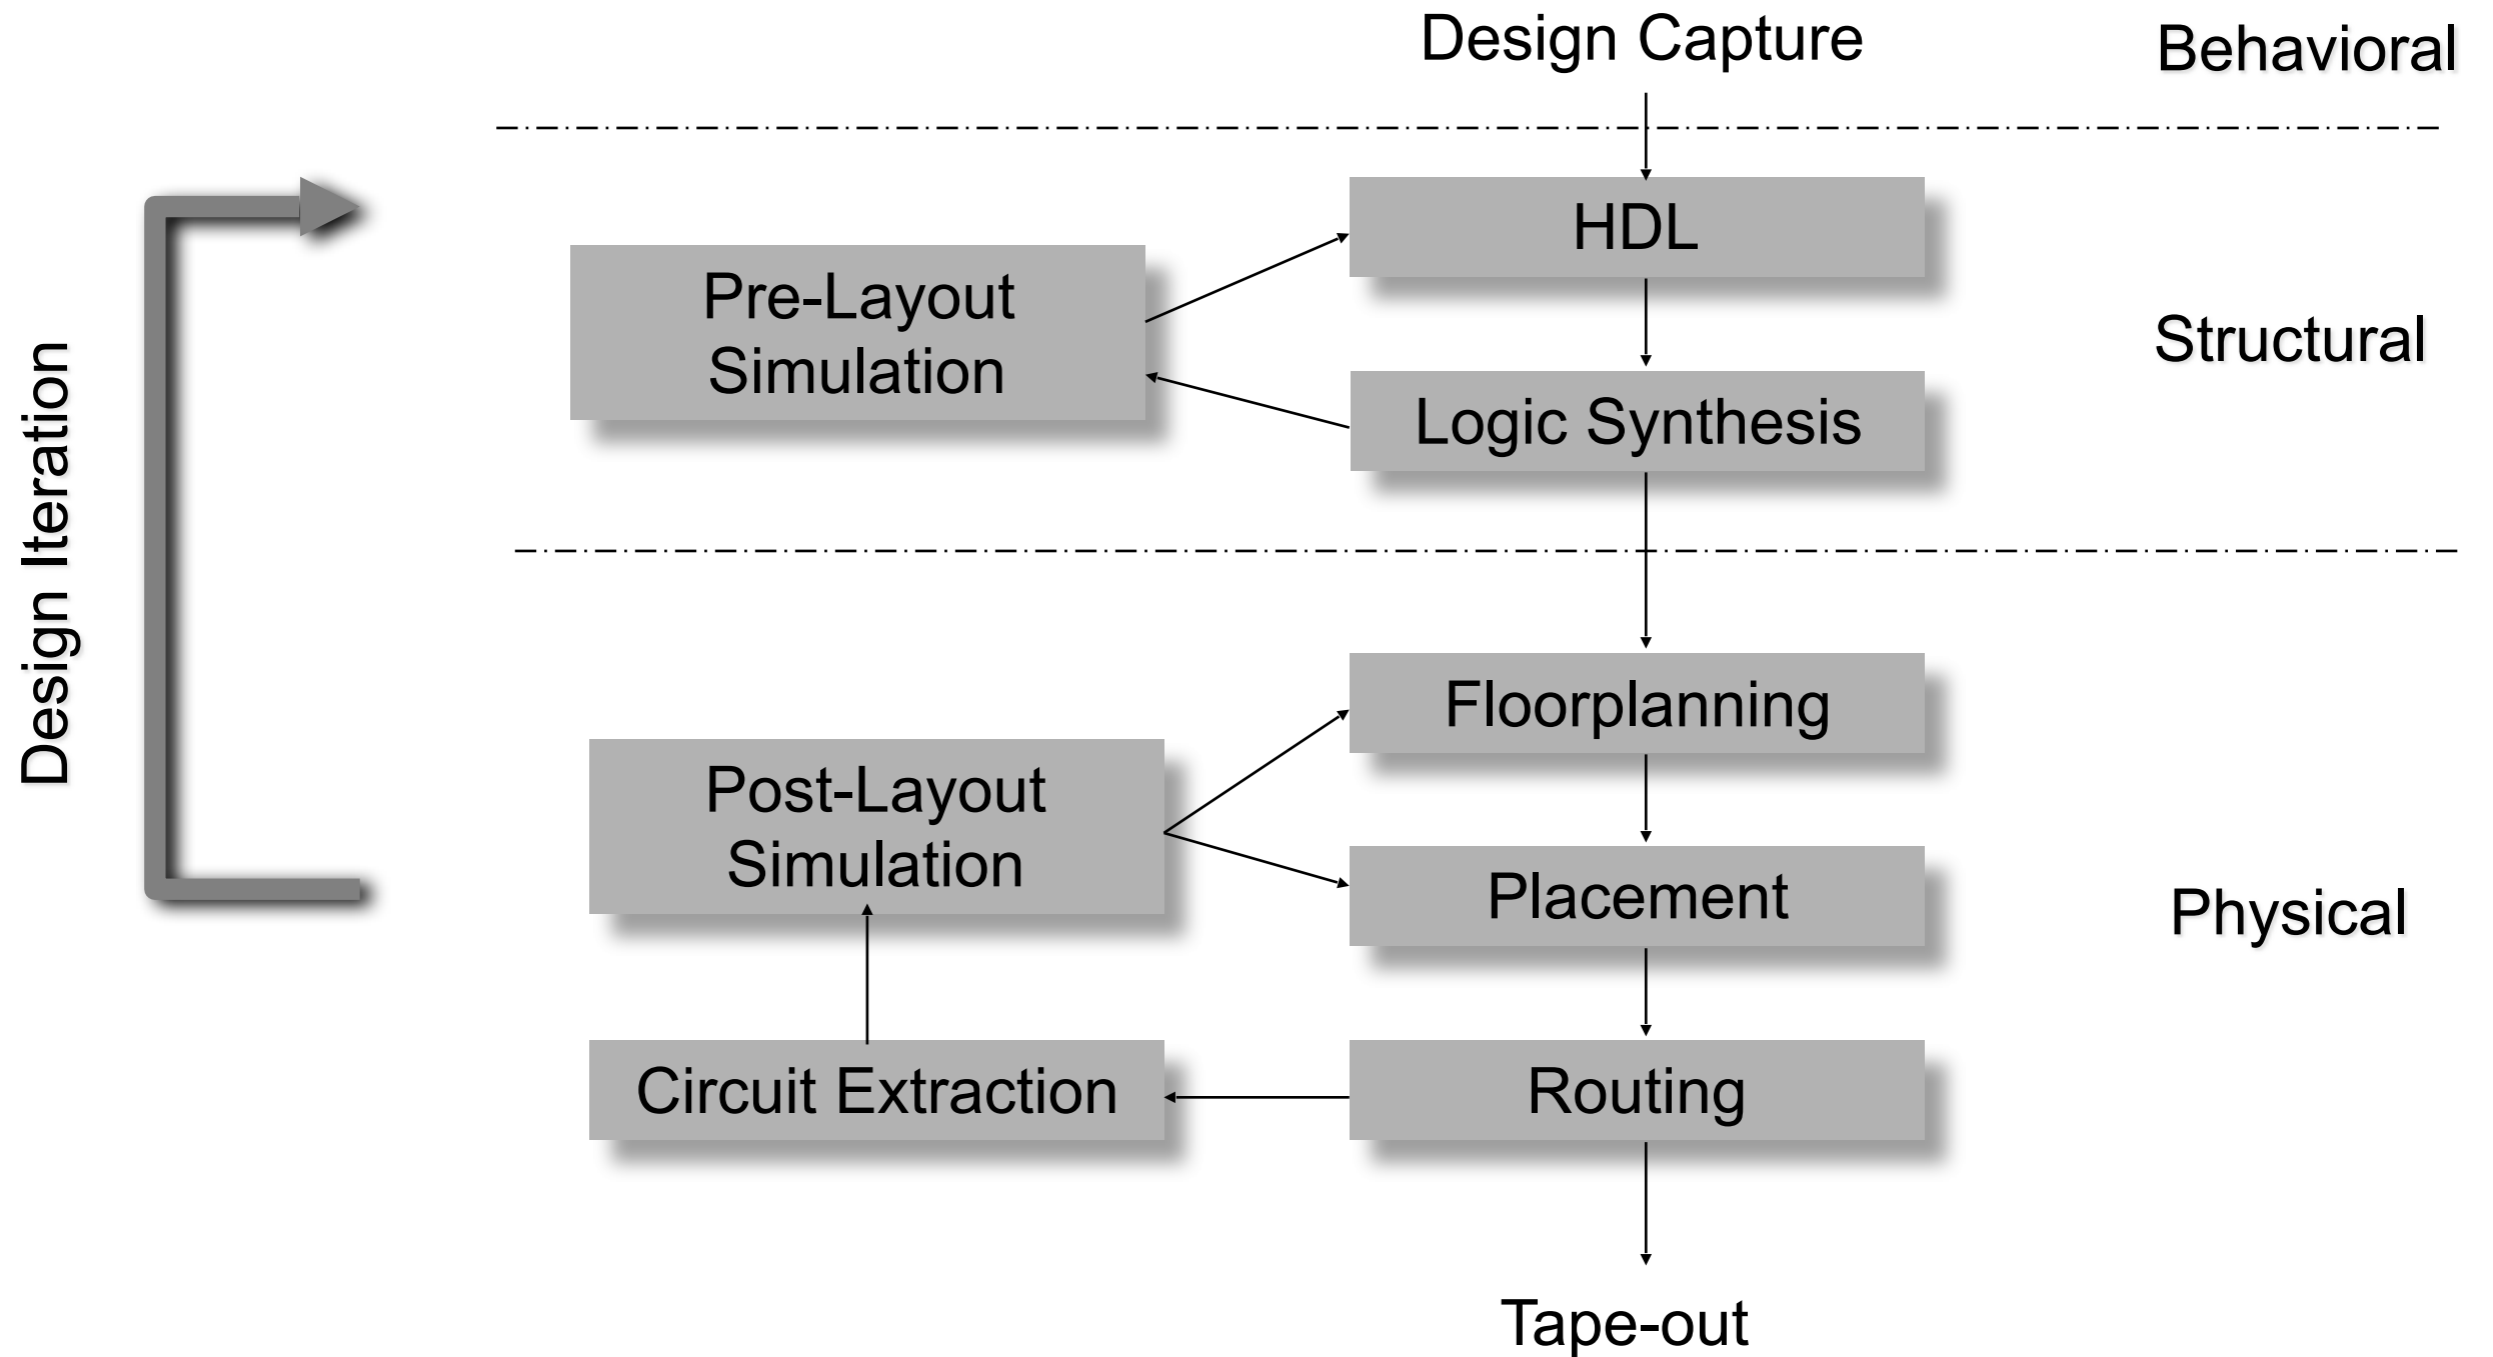 Design Capture
Behavioral
HDL
Pre-Layout
Simulation
Structural
Logic Synthesis
Design Iteration
Floorplanning
Post-Layout
Simulation
Placement
Physical
Circuit Extraction
Routing
Tape-out